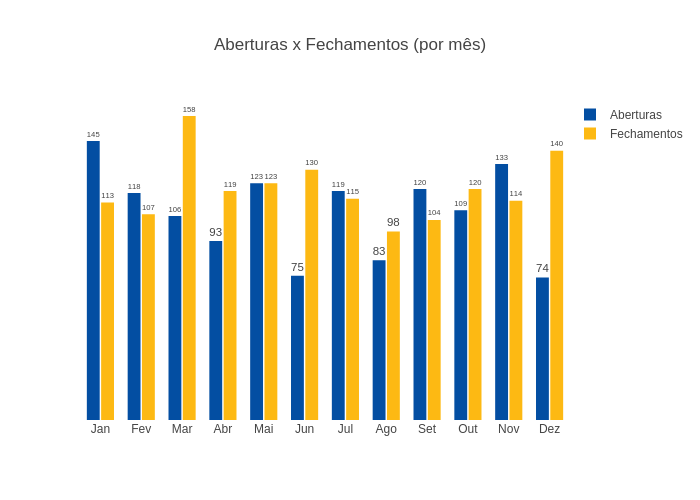 Aberturas x Fechamentos (por mês)
Aberturas
Fechamentos
145 113 118 107 106 158 93 119 123 123 75 130 119 115 83 98 120 104 109 120 133 114 74 140
Jan Fev Mar Abr Mai Jun Jul Ago Set Out Nov Dez